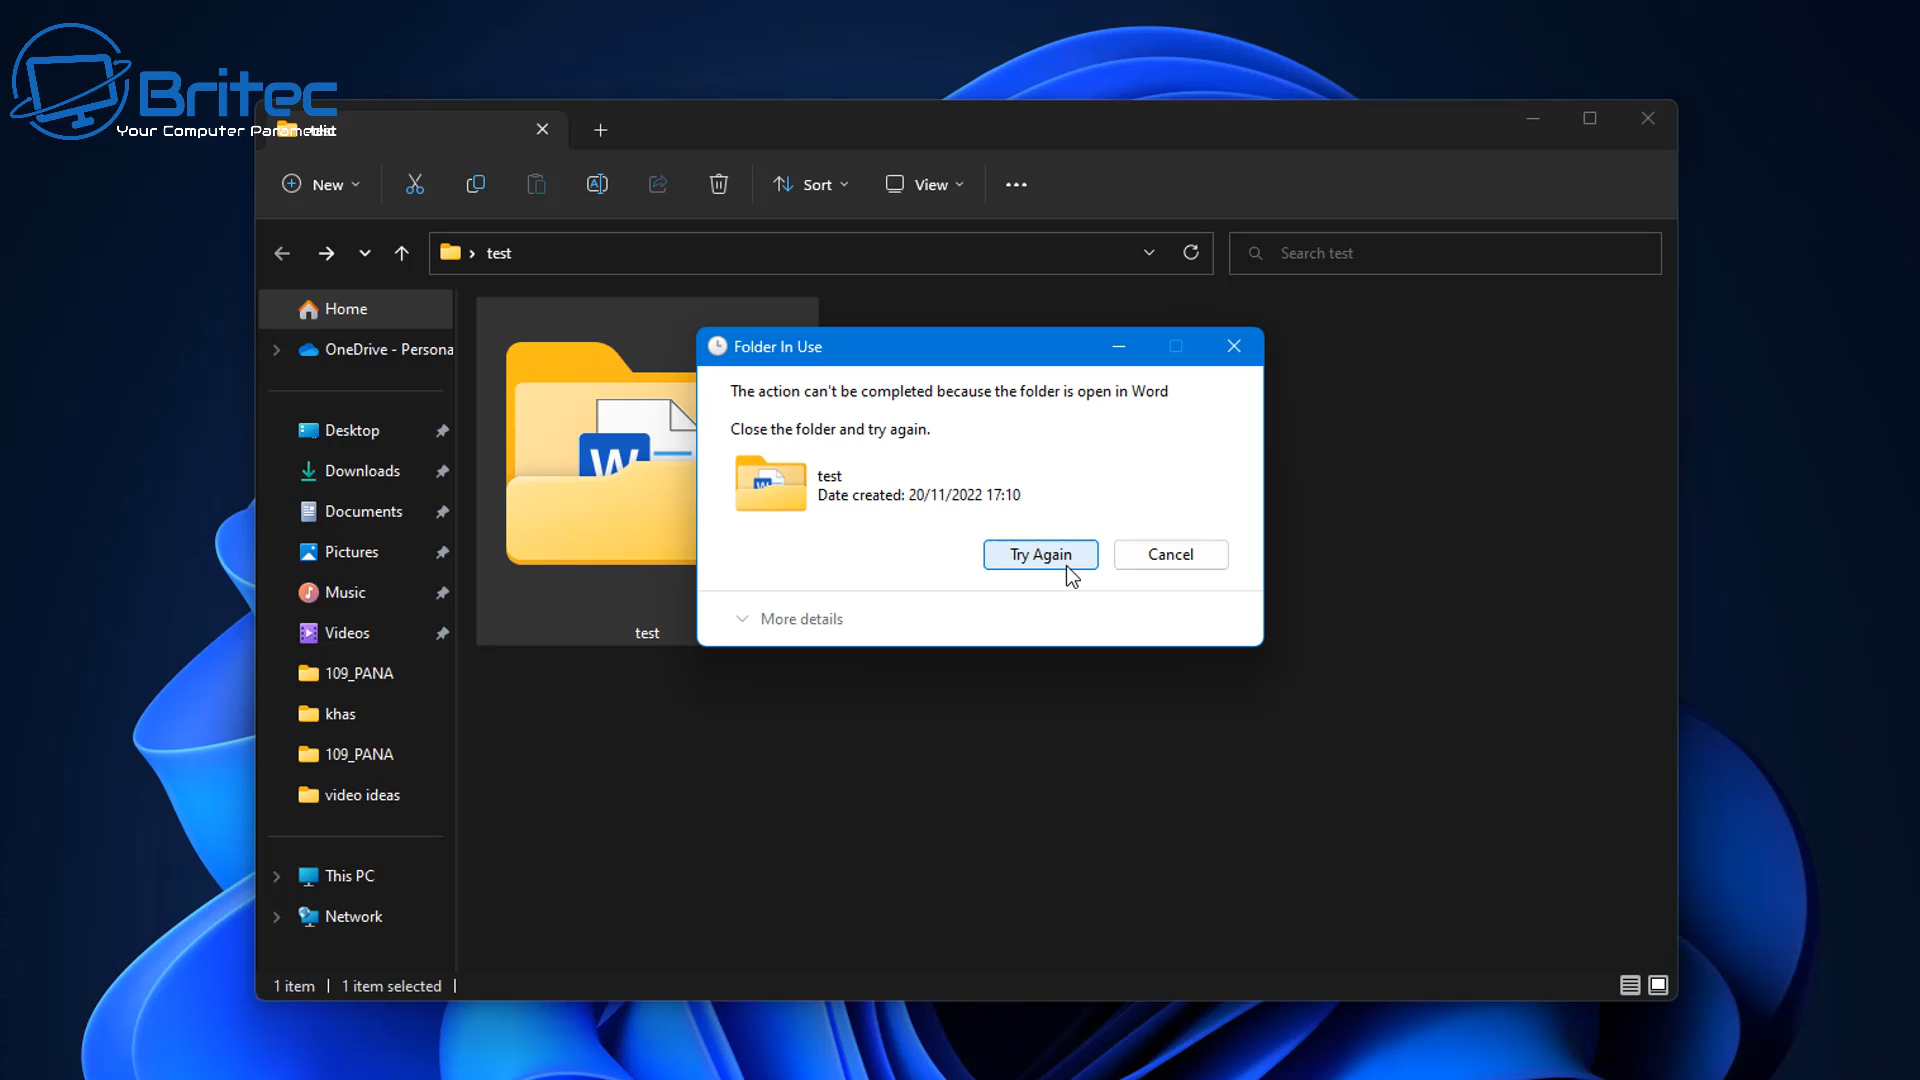 Britec
Your Computer Paramedic
test
New
Sort
View
test
Search test
Home
OneDrive - Persona
Desktop
Downloads
Documents
Pictures
Music
Videos
109_PANA
khas
109_PANA
video ideas
This PC
Network
W
test
Folder In Use
The action can't be completed because the folder is open in Word
Close the folder and try again.
test
Date created: 20/11/2022 17:10
Try Again
Cancel
More details
1 item
1 item selected